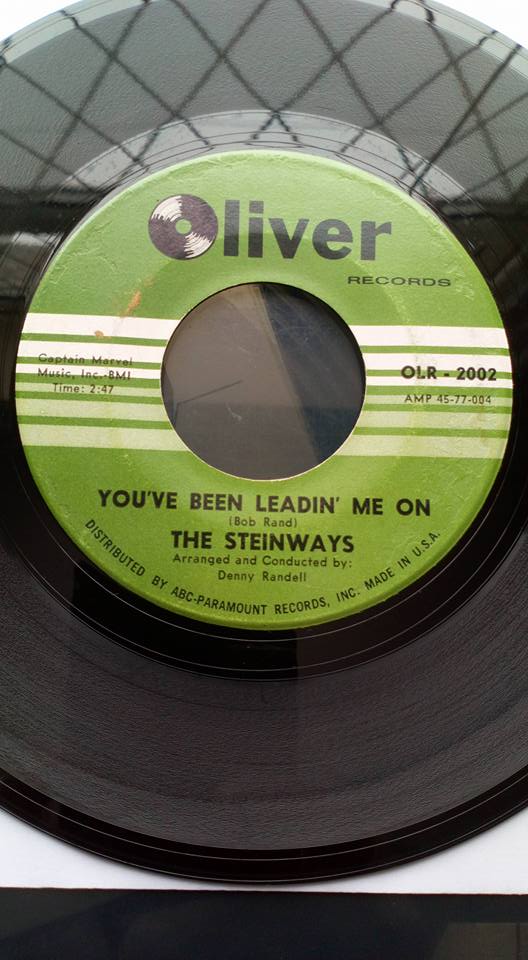 Oliver
RECORDS
Captain Marvel
Music, Inc.-BMI
Time: 2:47
OLR - 2002
AMP 45-77-004
YOU'VE BEEN LEADIN' ME ON
(Bob Rand)
THE STEINWAYS
Arranged and Conducted by:
Denny Randell
DISTRIBUTED BY ABC-PARAMOUNT RECORDS, INC. MADE IN U.S.A.